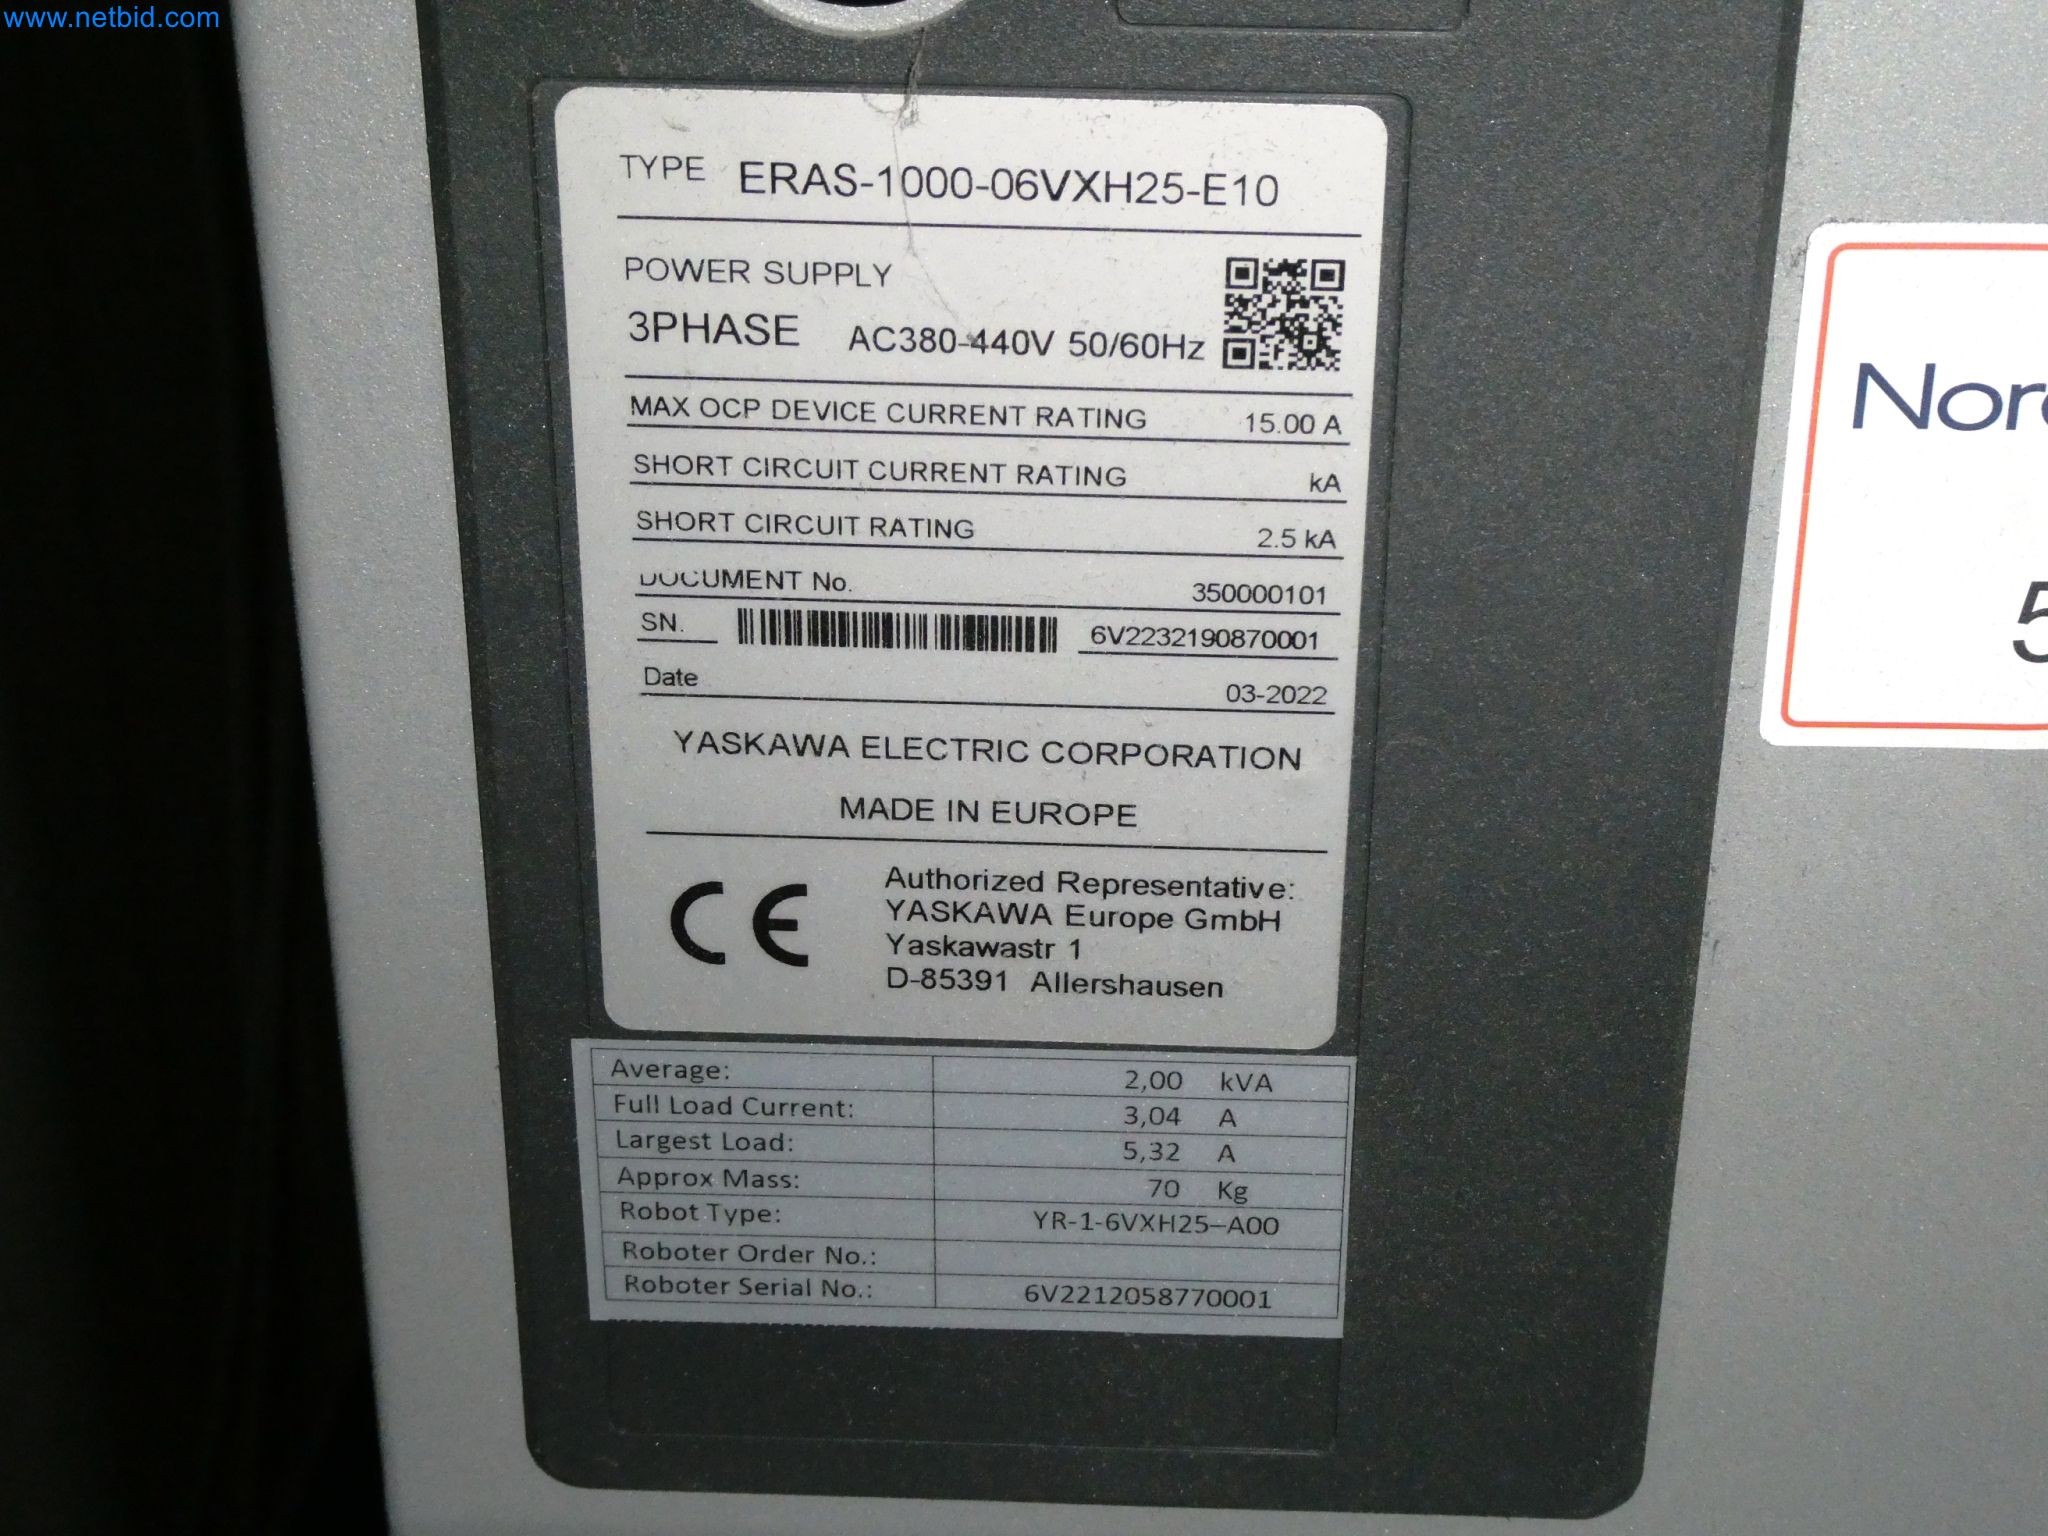 www.netbid.com
TYPE ERAS-1000-06VXH25-E10
POWER SUPPLY
3PHASE AC380-440V 50/60Hz
MAX OCP DEVICE CURRENT RATING 15.00 A
SHORT CIRCUIT CURRENT RATING kA
SHORT CIRCUIT RATING 2.5 kA
DOCUMENT No. 350000101
SN. 6V2232190870001
Date 03-2022
YASKAWA ELECTRIC CORPORATION
MADE IN EUROPE
CE
Authorized Representative:
YASKAWA Europe GmbH
Yaskawastr 1
D-85391 Allershausen
Average: 2,00 kVA
Full Load Current: 3,04 A
Largest Load: 5,32 A
Approx Mass: 70 Kg
Robot Type: YR-1-6VXH25-A00
Roboter Order No.:
Roboter Serial No.: 6V2212058770001